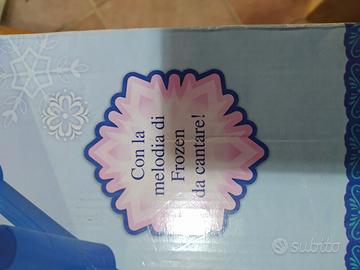 Con la
melodia di
Frozen
da cantare!
subito